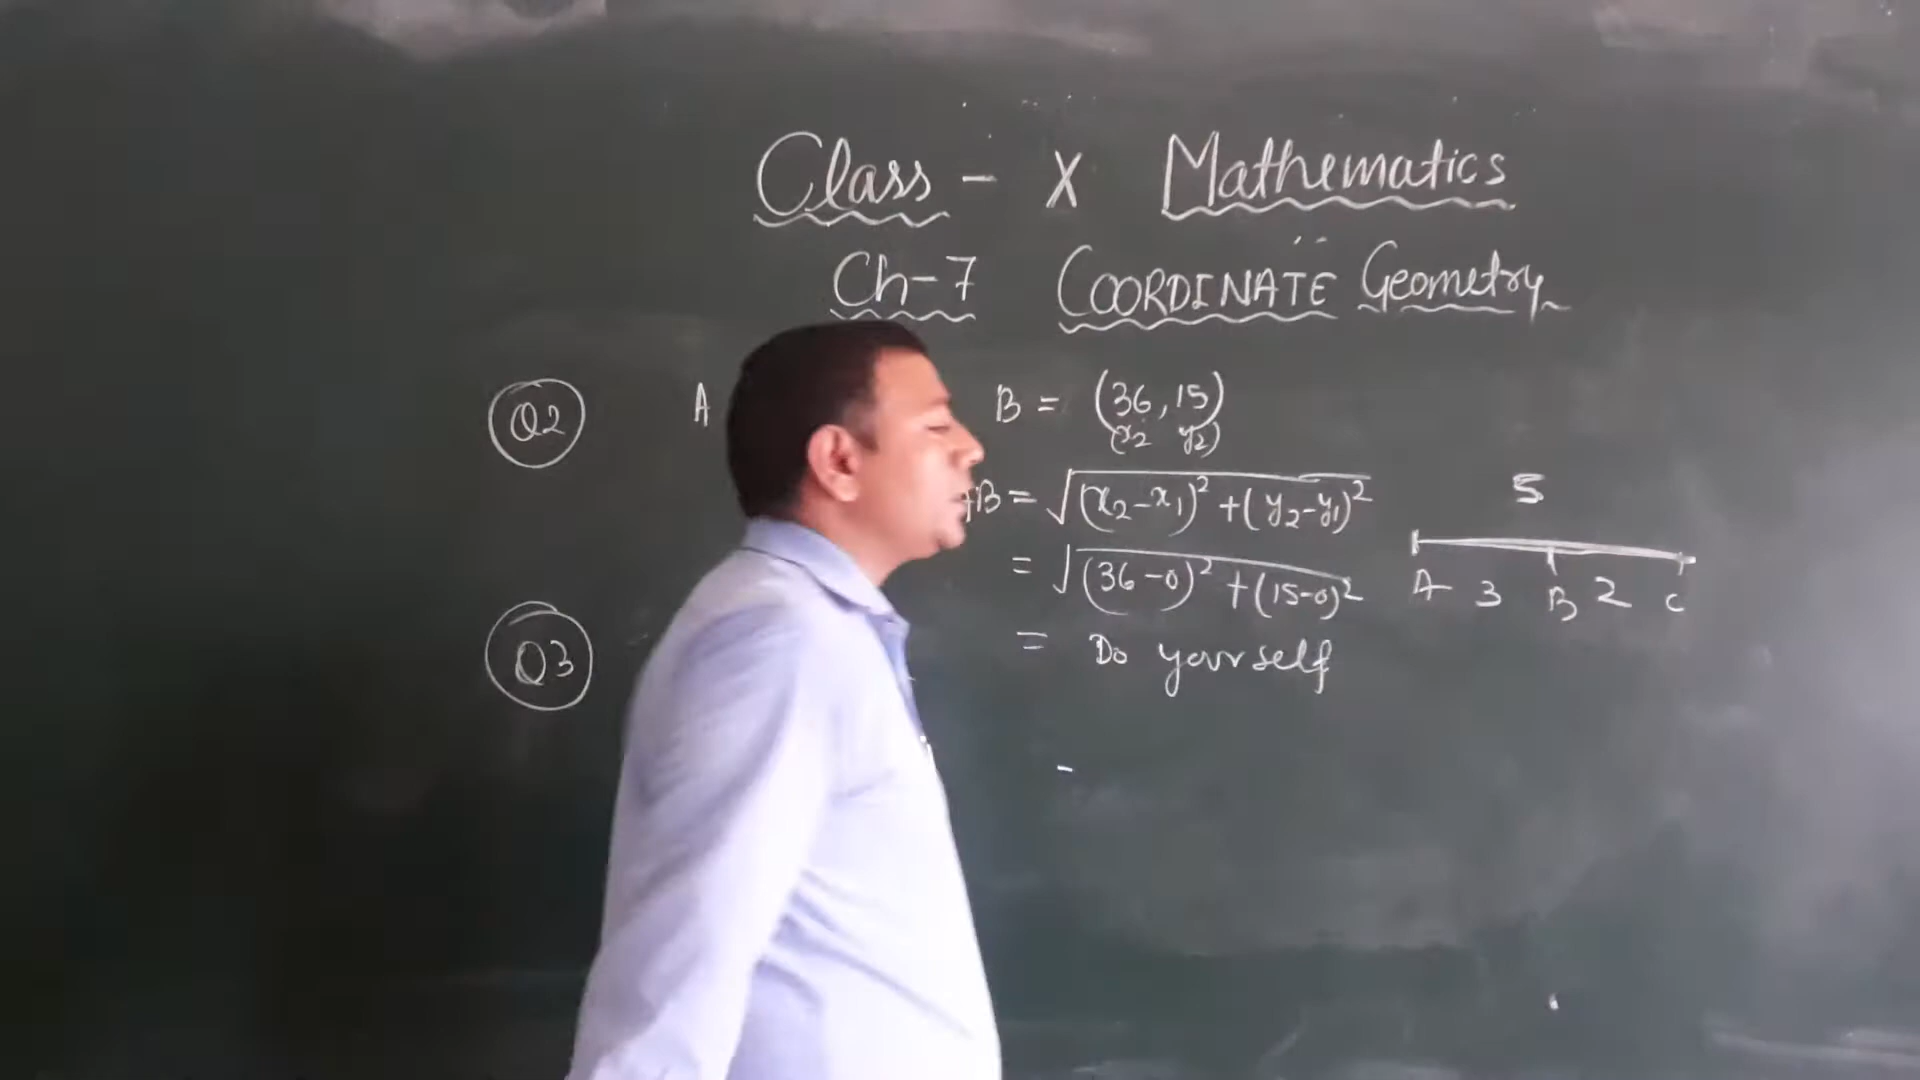 Class - X Mathematics
Ch-7 COORDINATE Geometry
Q2 A B = (36, 15)
(x₂ y₂)
AB = √(x₂-x₁)² + (y₂-y₁)²
= √(36-0)² + (15-0)²
= Do yourself
5
A 3 B 2 C
Q3